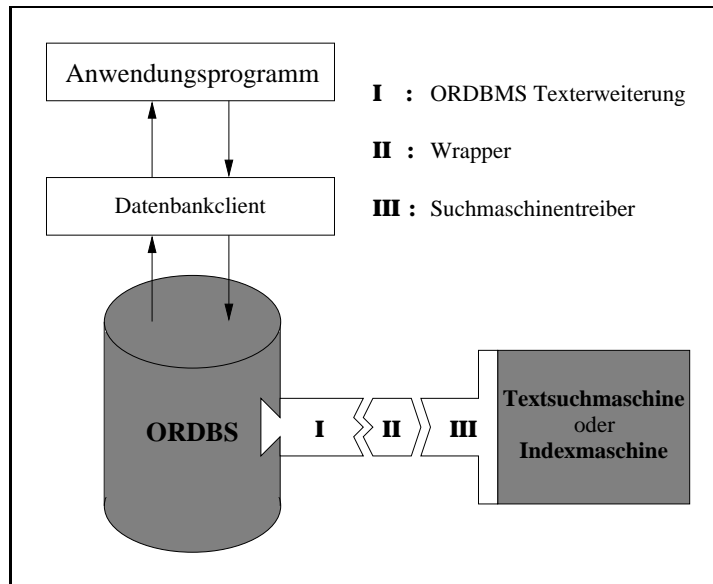 Anwendungsprogramm
I : ORDBMS Texterweiterung
II : Wrapper
Datenbankclient
III : Suchmaschinentreiber
ORDBS
I
II
III
Textsuchmaschine
oder
Indexmaschine